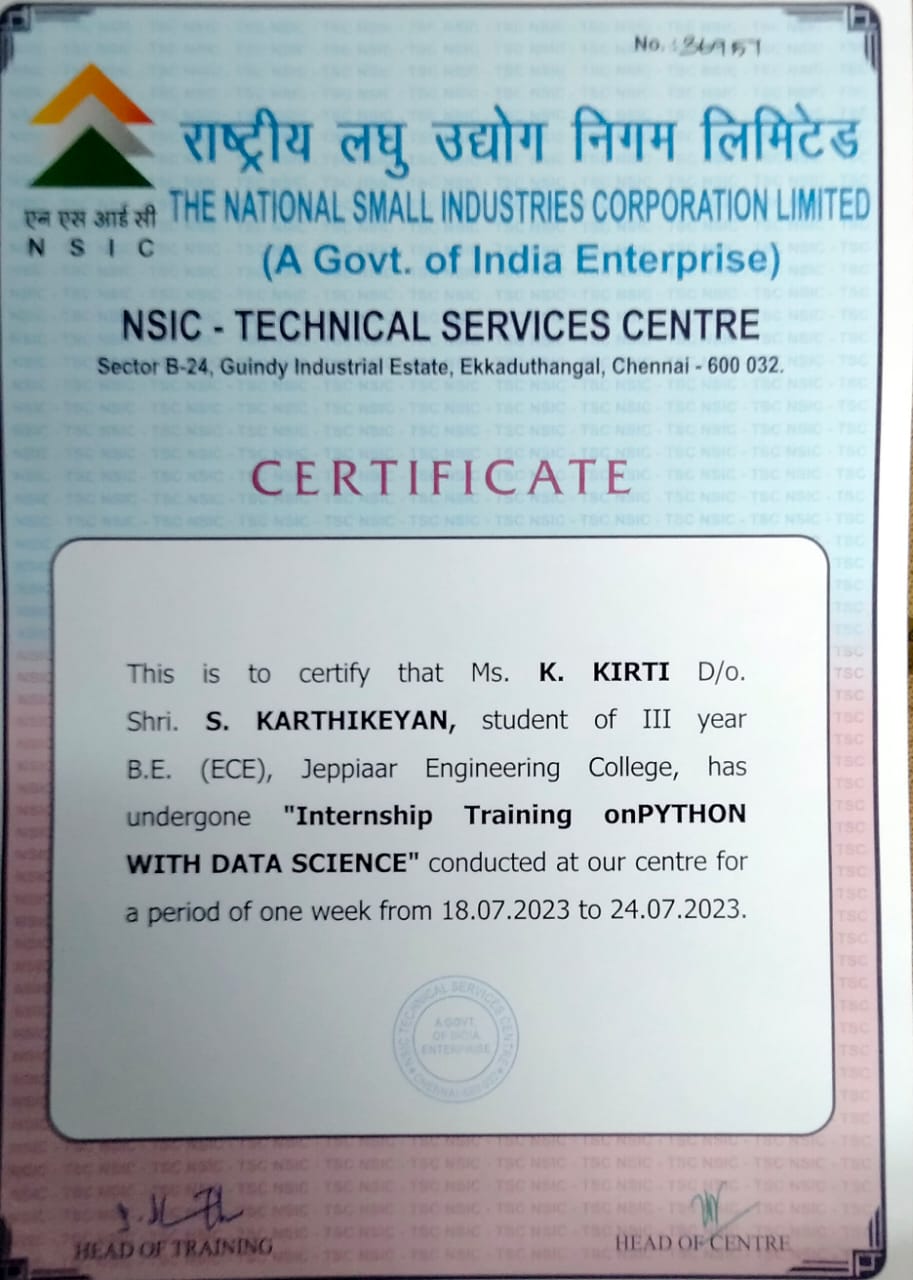 No. : 36957
राष्ट्रीय लघु उद्योग निगम लिमिटेड
एन एस आई सी
THE NATIONAL SMALL INDUSTRIES CORPORATION LIMITED
N S I C
(A Govt. of India Enterprise)
NSIC - TECHNICAL SERVICES CENTRE
Sector B-24, Guindy Industrial Estate, Ekkaduthangal, Chennai - 600 032.
CERTIFICATE
This is to certify that Ms. K. KIRTI D/o.
Shri. S. KARTHIKEYAN, student of III year
B.E. (ECE), Jeppiaar Engineering College, has
undergone "Internship Training onPYTHON
WITH DATA SCIENCE" conducted at our centre for
a period of one week from 18.07.2023 to 24.07.2023.
NSIC TECHNICAL SERVICES CENTRE
A GOVT.
OF INDIA
ENTERPRISE
HEAD OF TRAINING
HEAD OF CENTRE